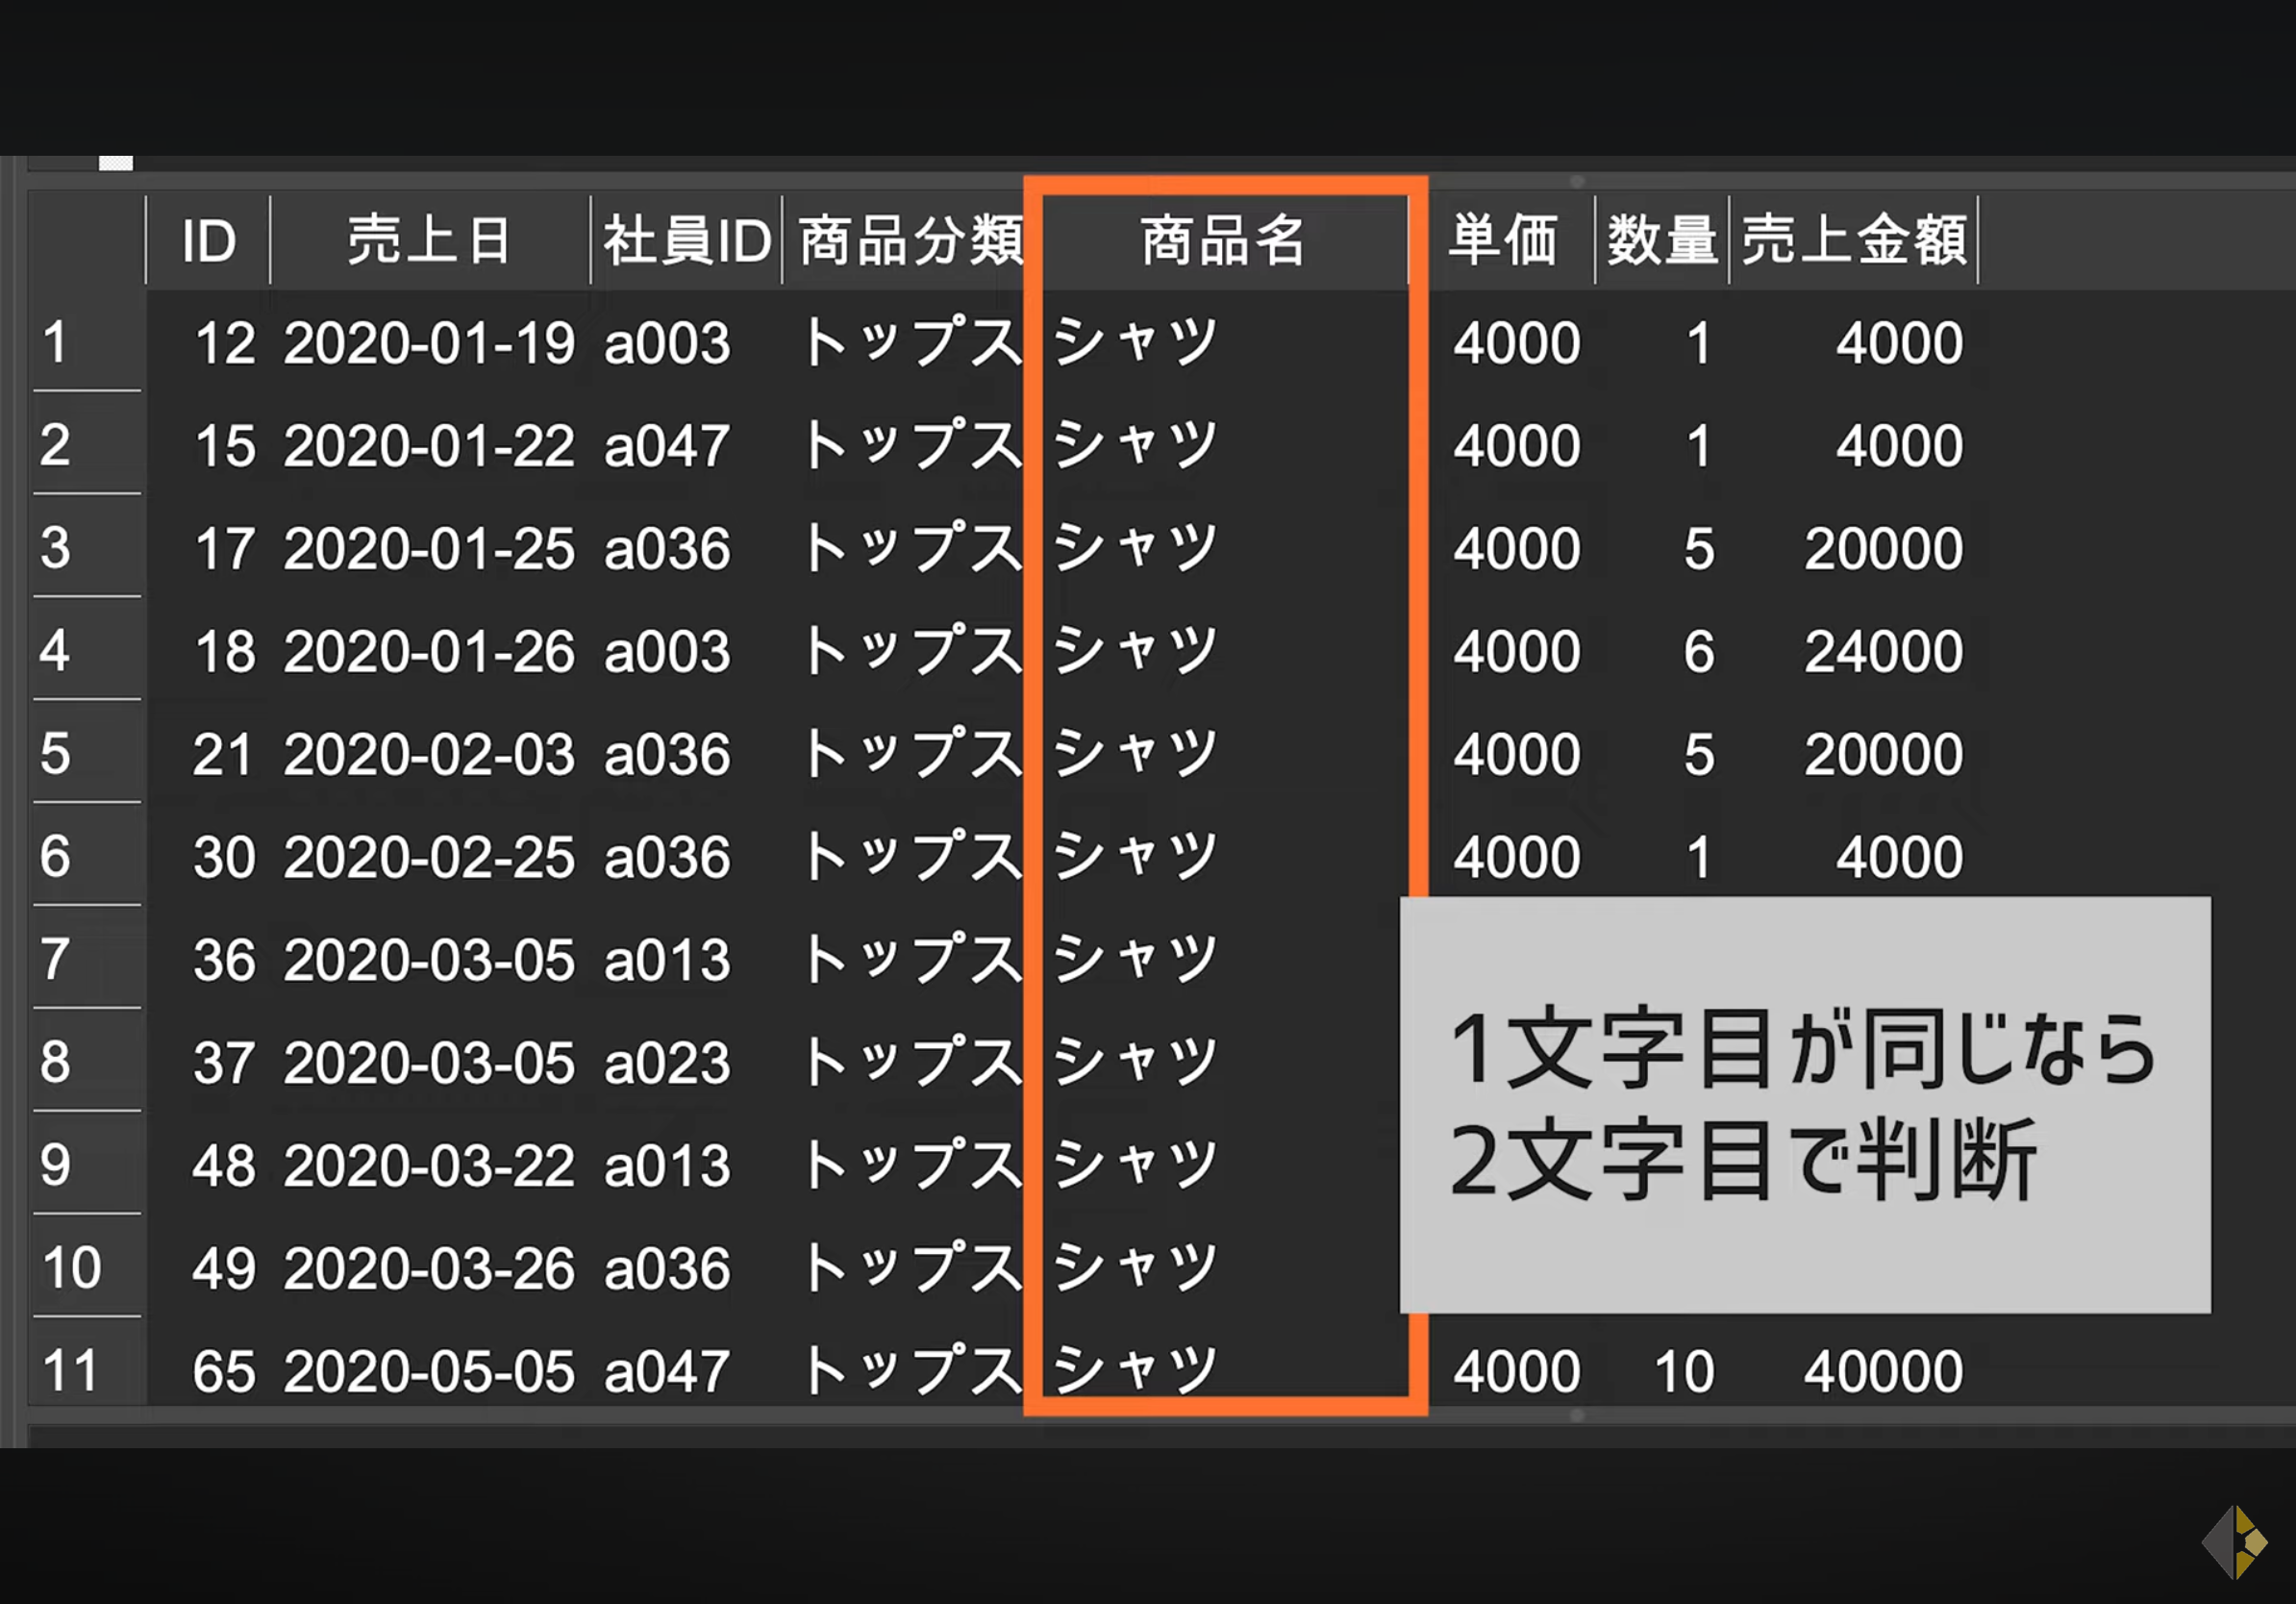 ID 売上日 社員ID 商品分類 商品名 単価 数量 売上金額
1 12 2020-01-19 a003 トップス シャツ 4000 1 4000
2 15 2020-01-22 a047 トップス シャツ 4000 1 4000
3 17 2020-01-25 a036 トップス シャツ 4000 5 20000
4 18 2020-01-26 a003 トップス シャツ 4000 6 24000
5 21 2020-02-03 a036 トップス シャツ 4000 5 20000
6 30 2020-02-25 a036 トップス シャツ 4000 1 4000
7 36 2020-03-05 a013 トップス シャツ
8 37 2020-03-05 a023 トップス シャツ
9 48 2020-03-22 a013 トップス シャツ
10 49 2020-03-26 a036 トップス シャツ
11 65 2020-05-05 a047 トップス シャツ 4000 10 40000
1文字目が同じなら
2文字目で判断